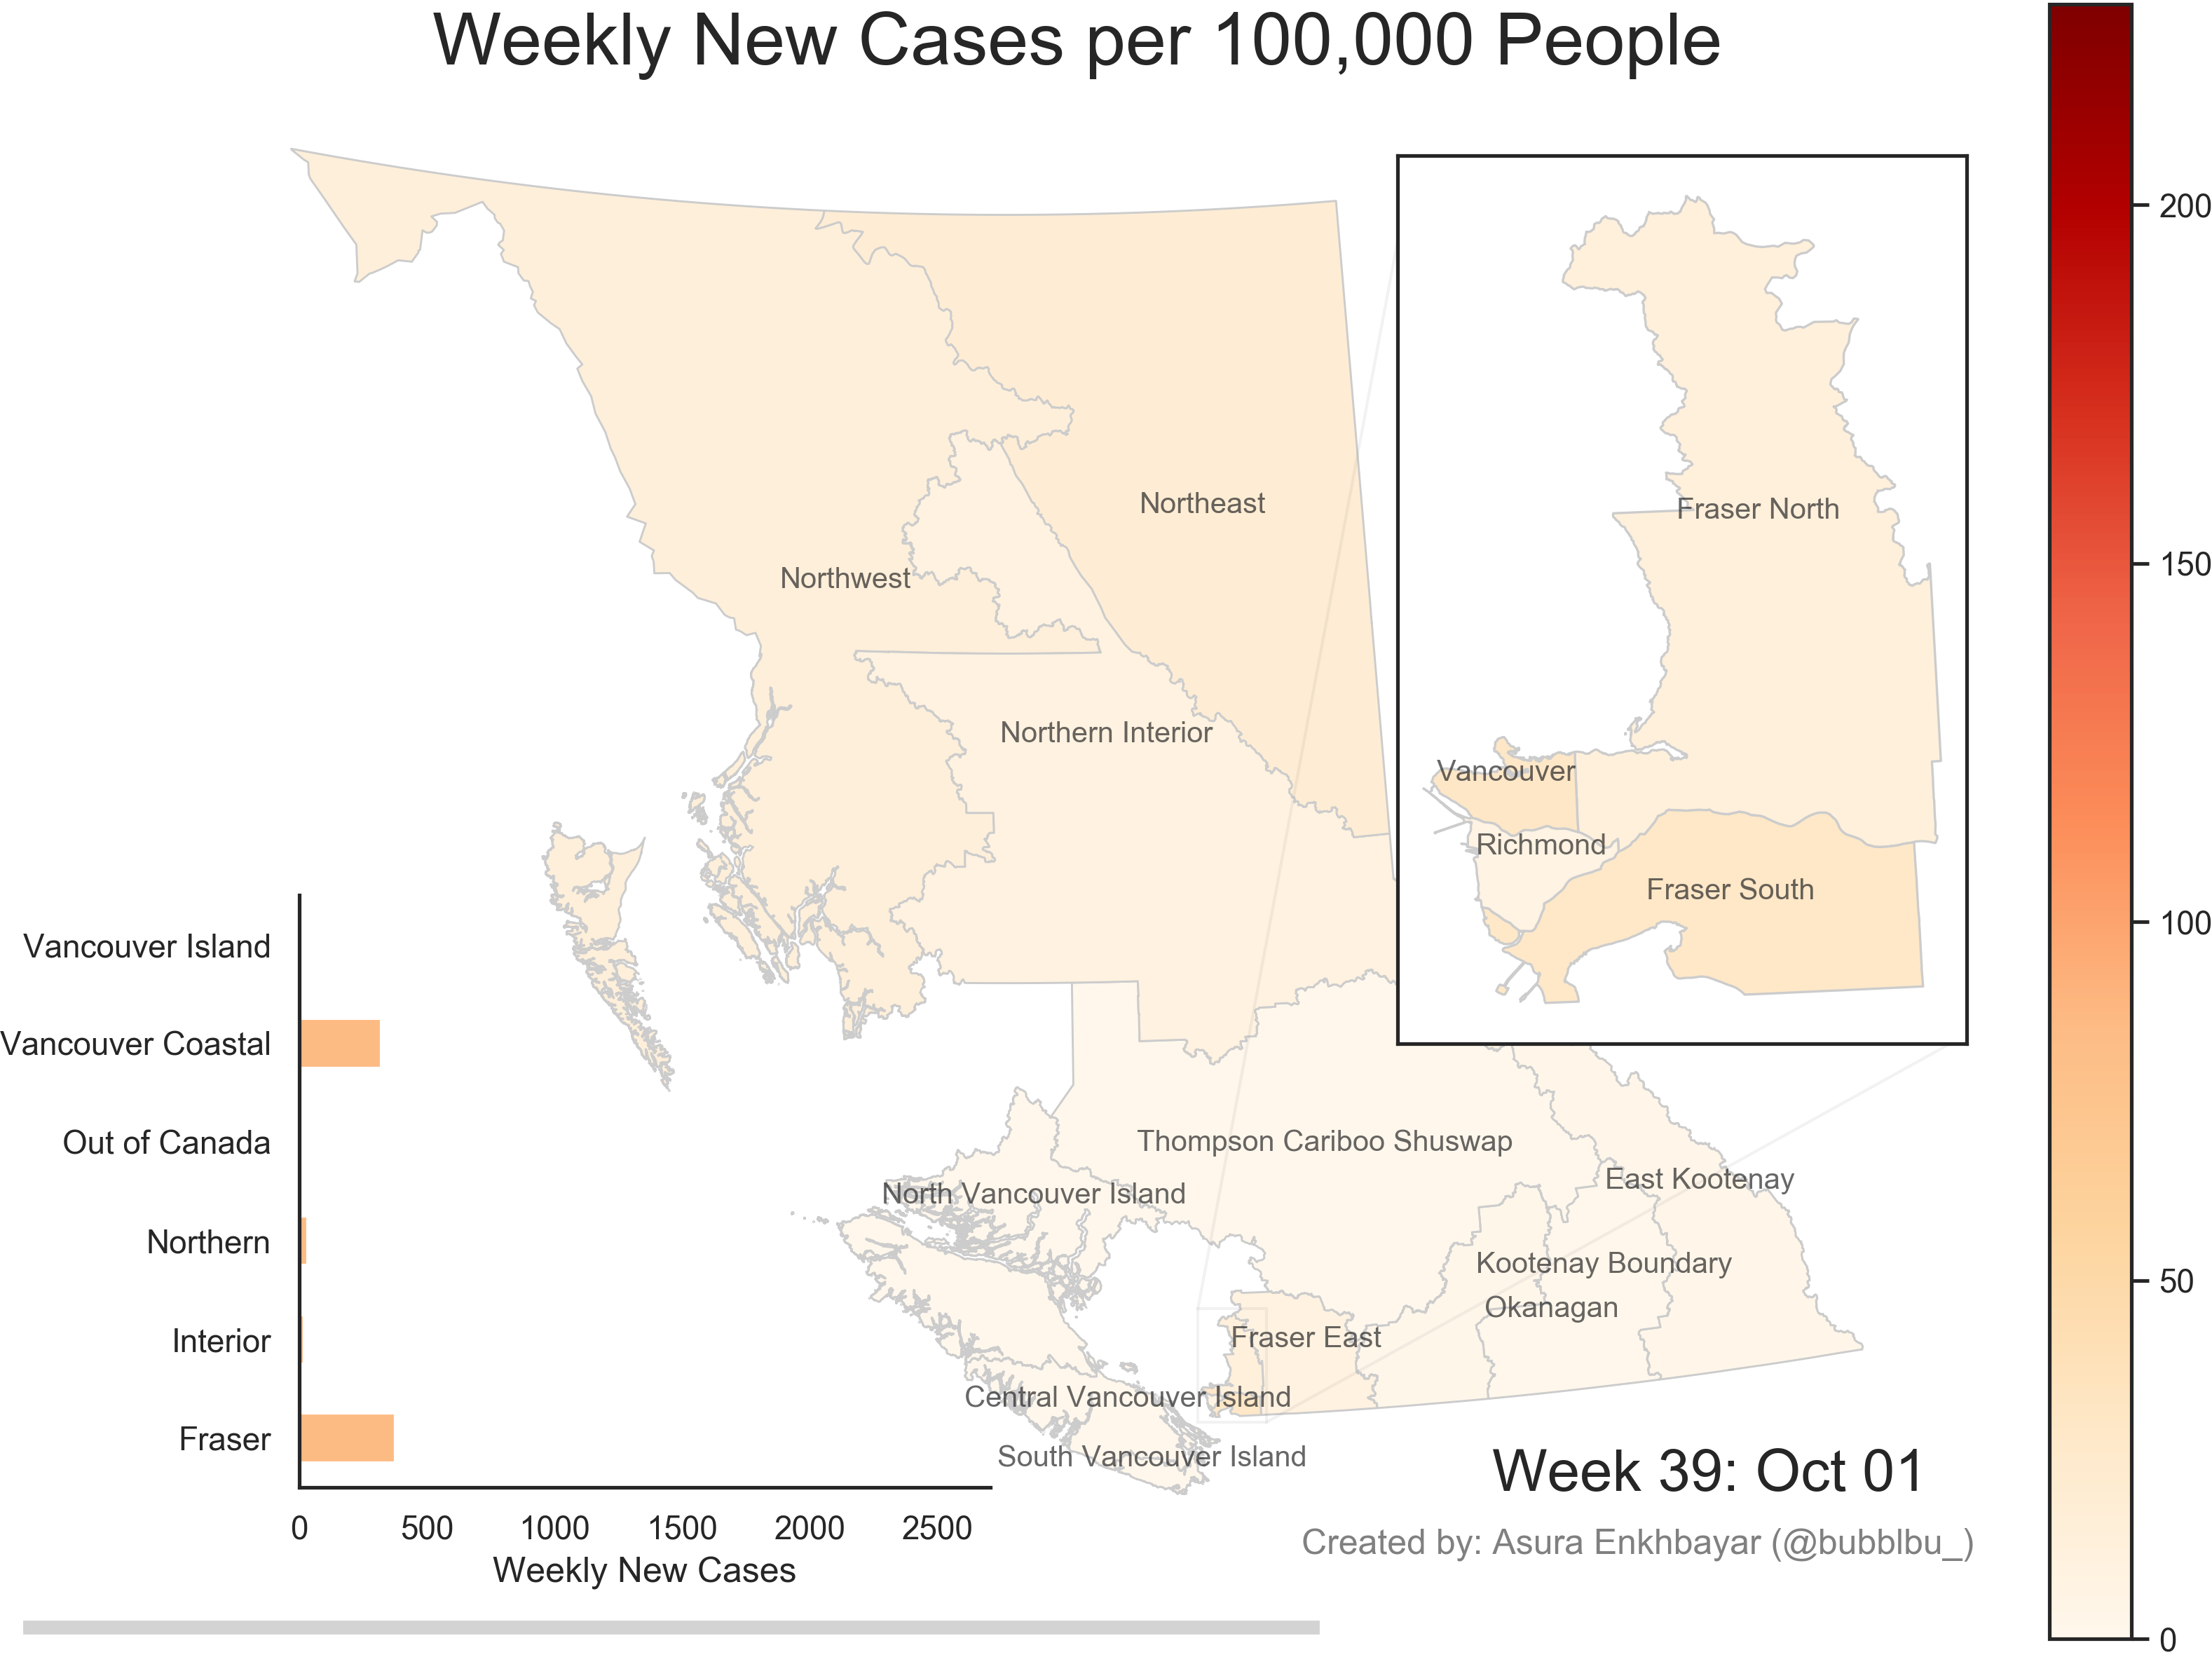 Weekly New Cases per 100,000 People
Northeast
Northwest
Northern Interior
Thompson Cariboo Shuswap
North Vancouver Island
East Kootenay
Kootenay Boundary
Okanagan
Fraser East
Central Vancouver Island
South Vancouver Island
Fraser North
Vancouver
Richmond
Fraser South
200
150
100
50
0
Vancouver Island
Vancouver Coastal
Out of Canada
Northern
Interior
Fraser
0 500 1000 1500 2000 2500
Weekly New Cases
Week 39: Oct 01
Created by: Asura Enkhbayar (@bubblbu_)